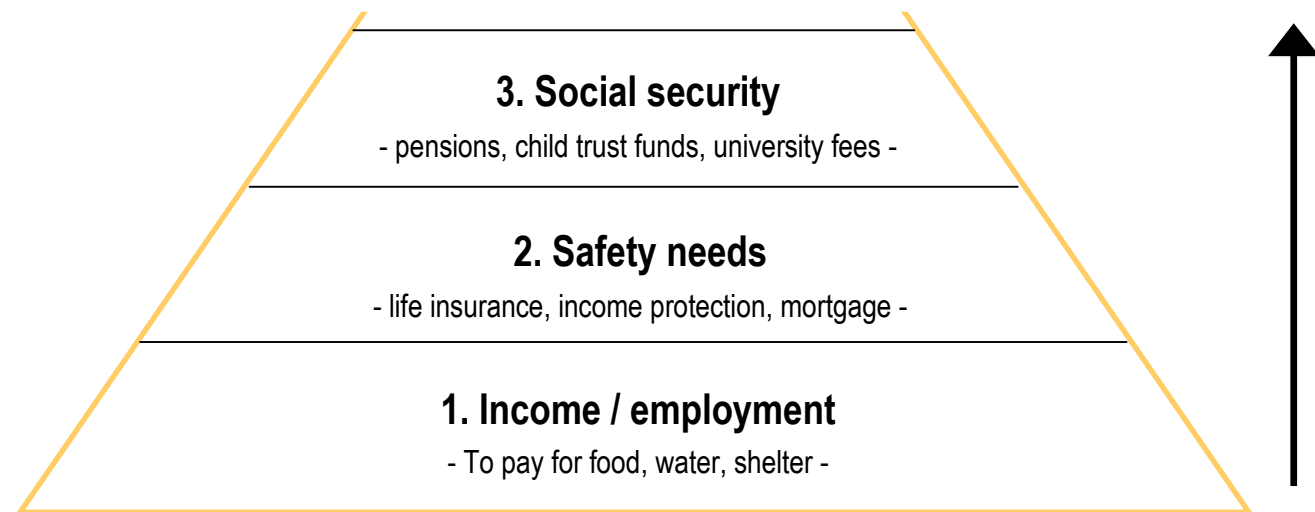 3. Social security
- pensions, child trust funds, university fees -
2. Safety needs
- life insurance, income protection, mortgage -
1. Income / employment
- To pay for food, water, shelter -